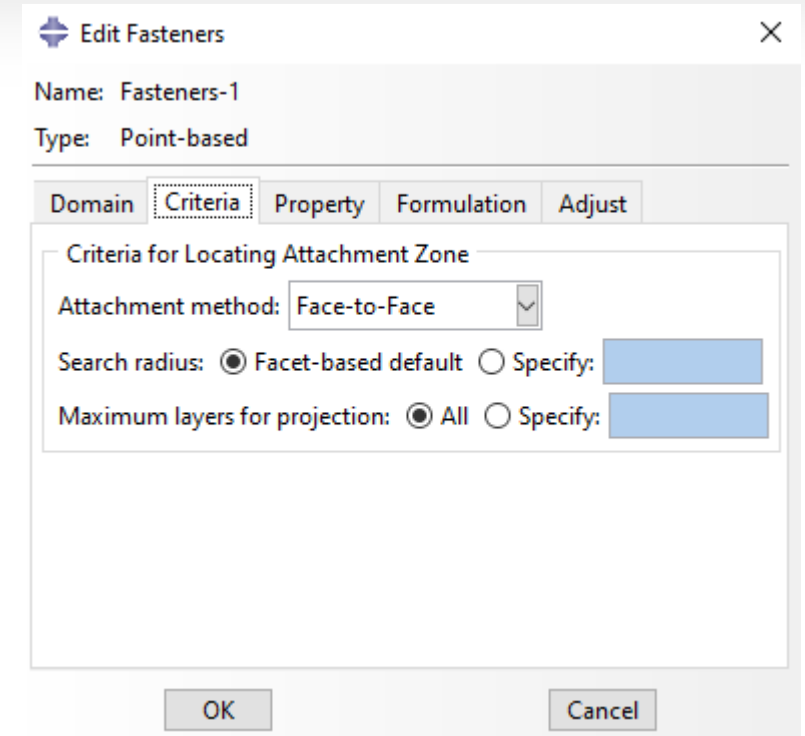 Edit Fasteners
Name: Fasteners-1
Type: Point-based
Domain Criteria Property Formulation Adjust
Criteria for Locating Attachment Zone
Attachment method: Face-to-Face
Search radius: Facet-based default Specify:
Maximum layers for projection: All Specify:
OK Cancel